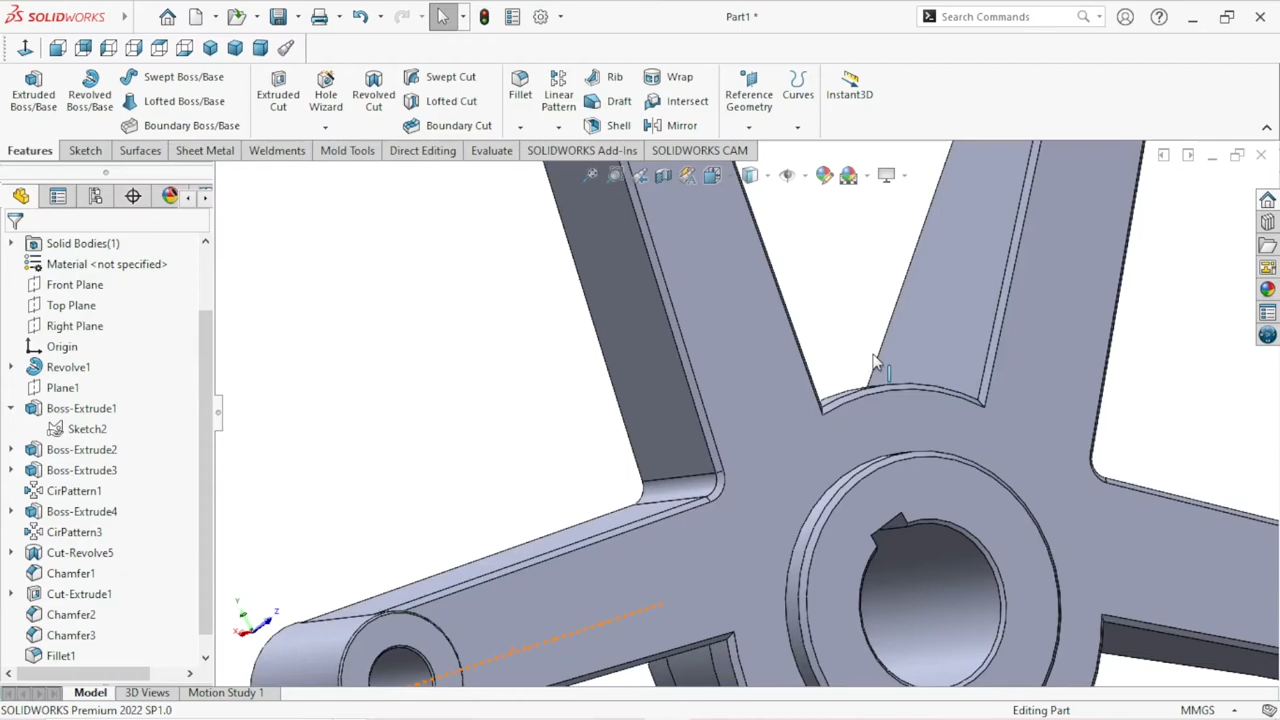 SOLIDWORKS
Part1 *
Search Commands
Extruded Boss/Base
Revolved Boss/Base
Swept Boss/Base
Lofted Boss/Base
Boundary Boss/Base
Extruded Cut
Hole Wizard
Revolved Cut
Swept Cut
Lofted Cut
Boundary Cut
Fillet
Linear Pattern
Rib
Draft
Shell
Wrap
Intersect
Mirror
Reference Geometry
Curves
Instant3D
Features
Sketch
Surfaces
Sheet Metal
Weldments
Mold Tools
Direct Editing
Evaluate
SOLIDWORKS Add-Ins
SOLIDWORKS CAM
Solid Bodies(1)
Material <not specified>
Front Plane
Top Plane
Right Plane
Origin
Revolve1
Plane1
Boss-Extrude1
Sketch2
Boss-Extrude2
Boss-Extrude3
CirPattern1
Boss-Extrude4
CirPattern3
Cut-Revolve5
Chamfer1
Cut-Extrude1
Chamfer2
Chamfer3
Fillet1
Y
Z
X
Model
3D Views
Motion Study 1
SOLIDWORKS Premium 2022 SP1.0
Editing Part
MMGS